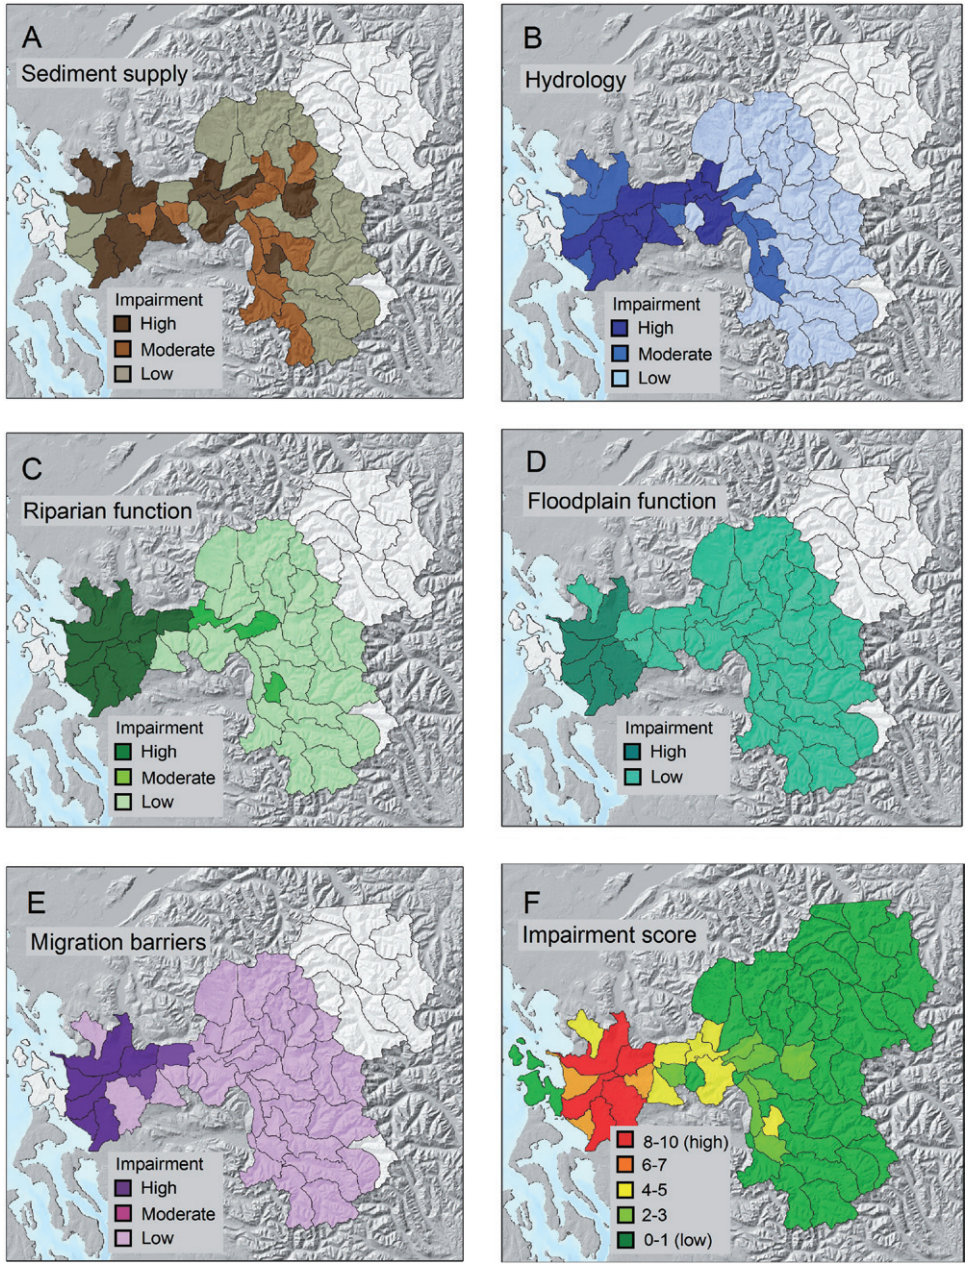 A
Sediment supply
Impairment
High
Moderate
Low
B
Hydrology
Impairment
High
Moderate
Low
C
Riparian function
Impairment
High
Moderate
Low
D
Floodplain function
Impairment
High
Low
E
Migration barriers
Impairment
High
Moderate
Low
F
Impairment score
8-10 (high)
6-7
4-5
2-3
0-1 (low)